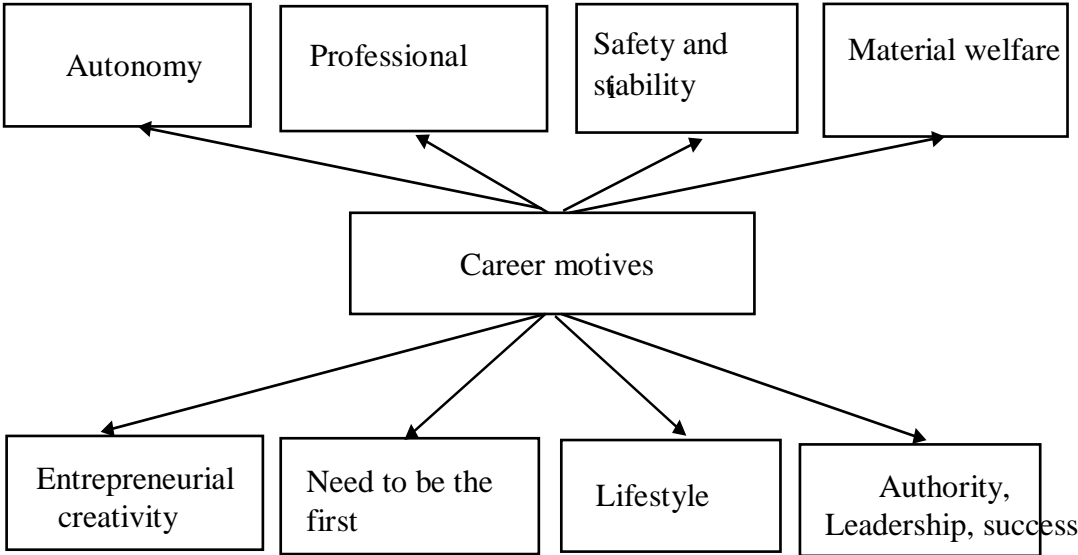 Autonomy
Professional
Safety and
stability
Material welfare
Career motives
Entrepreneurial
creativity
Need to be the
first
Lifestyle
Authority,
Leadership, success